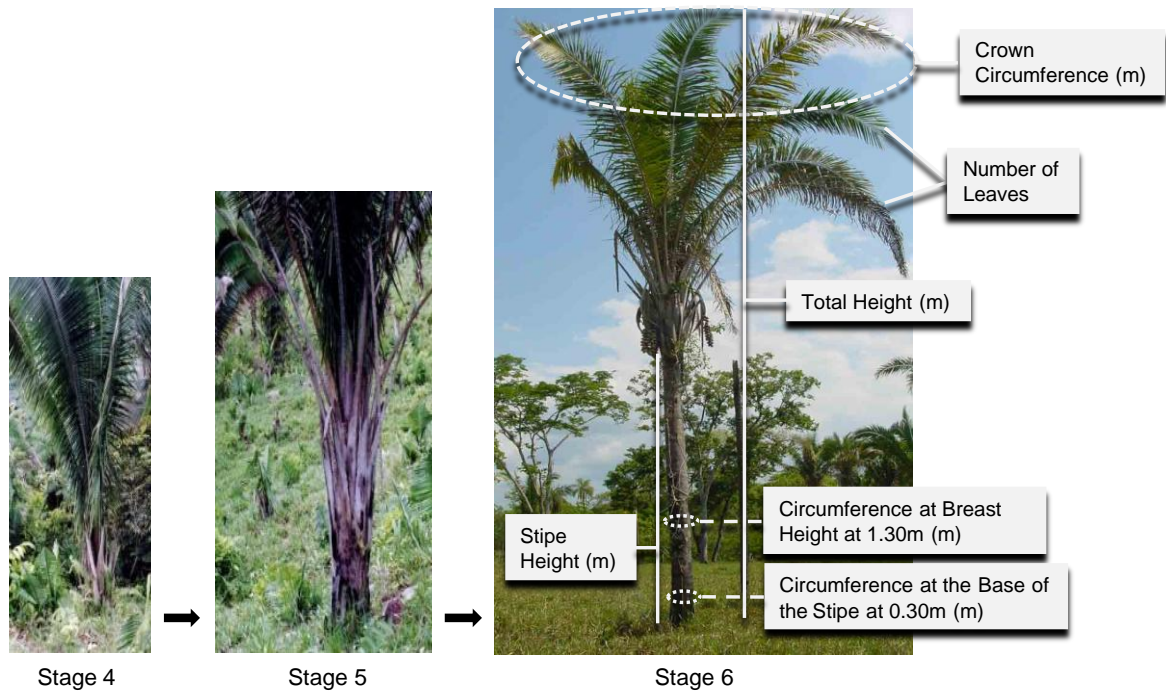 Crown
Circumference (m)
Number of
Leaves
Total Height (m)
Circumference at Breast
Height at 1.30m (m)
Stipe
Height (m)
Circumference at the Base of
the Stipe at 0.30m (m)
Stage 4
Stage 5
Stage 6